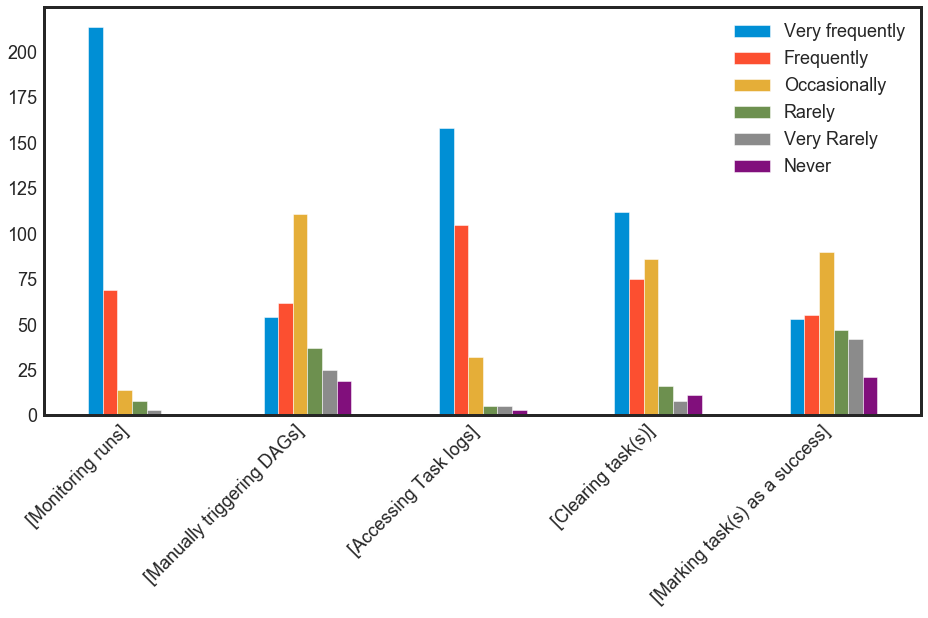 200
175
150
125
100
75
50
25
0
Very frequently
Frequently
Occasionally
Rarely
Very Rarely
Never
[Monitoring runs]
[Manually triggering DAGs]
[Accessing Task logs]
[Clearing task(s)]
[Marking task(s) as a success]